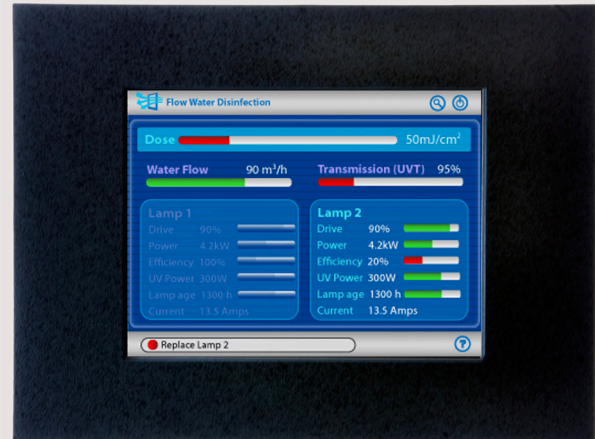 Flow Water Disinfection
Dose 50mJ/cm²
Water Flow 90 m³/h Transmission (UVT) 95%
Lamp 1
Drive 90%
Power 4.2kW
Efficiency 100%
UV Power 300W
Lamp age 1300 h
Current 13.5 Amps
Lamp 2
Drive 90%
Power 4.2kW
Efficiency 20%
UV Power 300W
Lamp age 1300 h
Current 13.5 Amps
Replace Lamp 2 ?